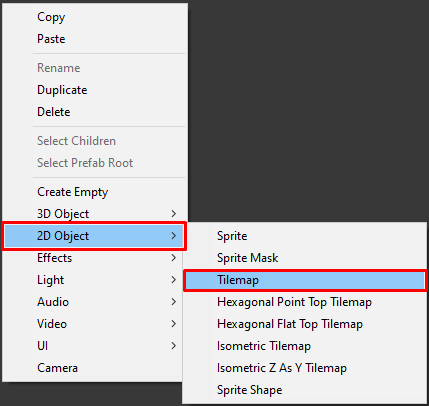 Copy
Paste
Rename
Duplicate
Delete
Select Children
Select Prefab Root
Create Empty
3D Object
2D Object
Effects
Light
Audio
Video
UI
Camera
Sprite
Sprite Mask
Tilemap
Hexagonal Point Top Tilemap
Hexagonal Flat Top Tilemap
Isometric Tilemap
Isometric Z As Y Tilemap
Sprite Shape